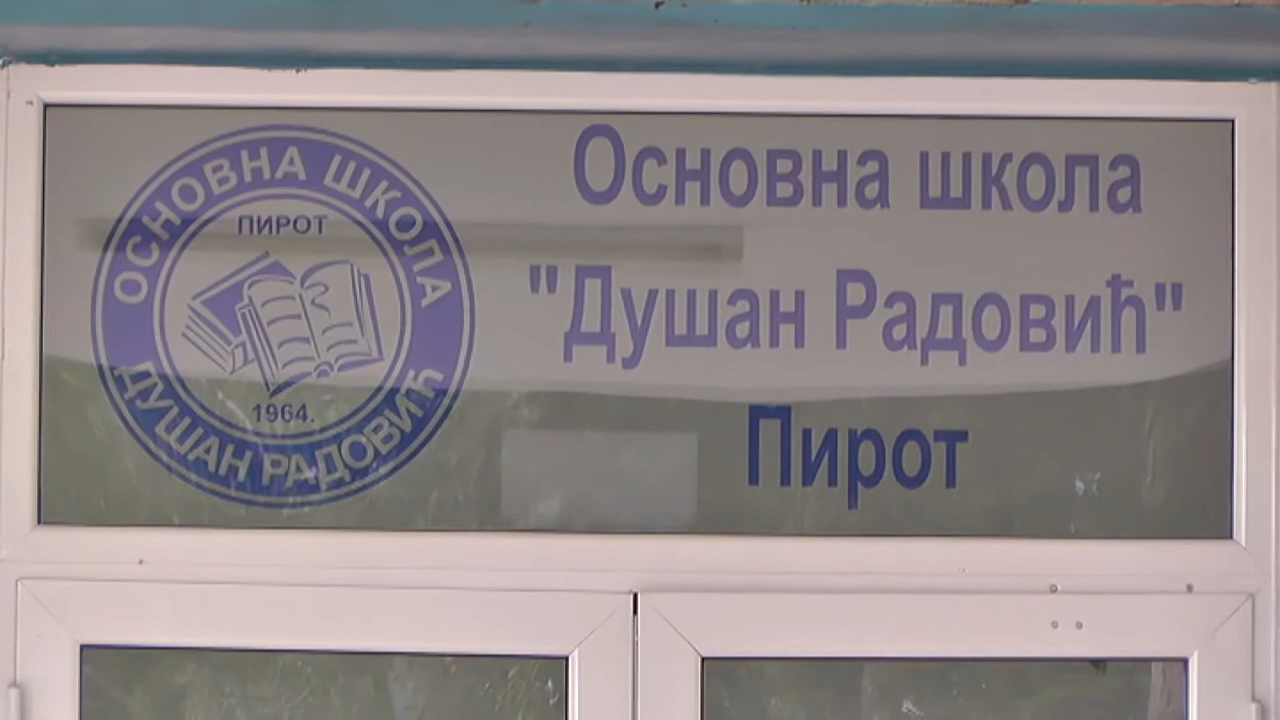 ОСНОВНА ШКОЛА
ПИРОТ
1964.
ДУШАН РАДОВИЋ
Основна школа
"Душан Радовић"
Пирот